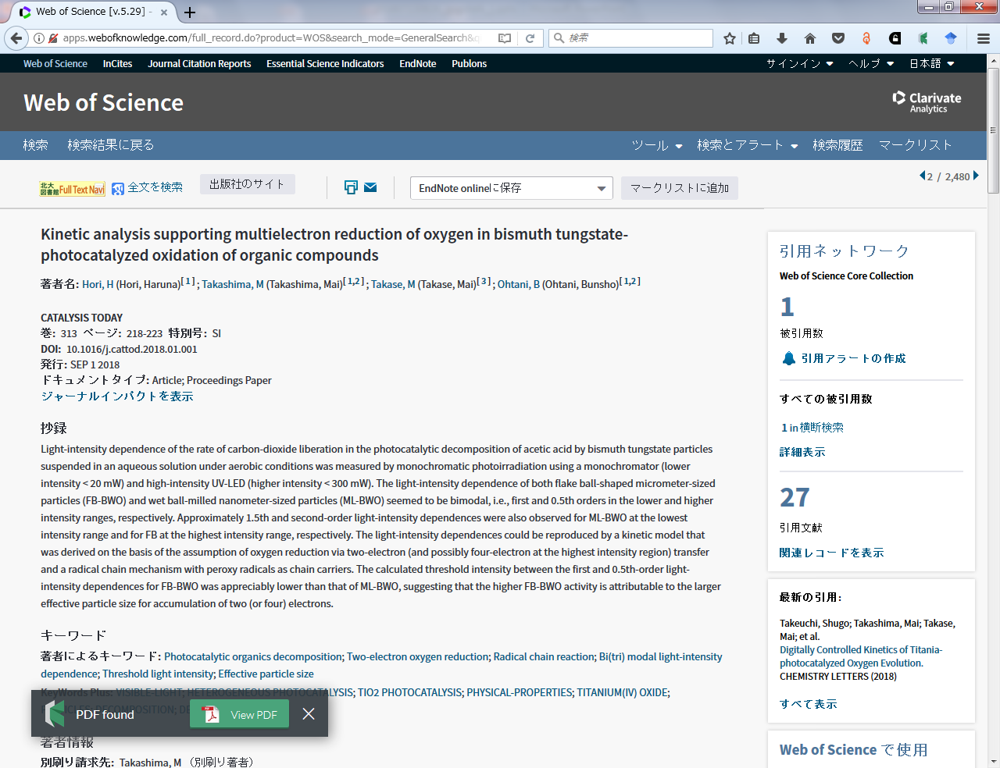 Web of Science [v.5.29] -
apps.webofknowledge.com/full_record.do?product=WOS&search_mode=GeneralSearch&q
検索
Web of Science InCites Journal Citation Reports Essential Science Indicators EndNote Publons
サインイン ヘルプ 日本語
Web of Science
Clarivate
Analytics
検索 検索結果に戻る
ツール 検索とアラート 検索履歴 マークリスト
北大
図書館 Full Text Navi
全文を検索
出版社のサイト
EndNote onlineに保存
マークリストに追加
2 / 2,480
Kinetic analysis supporting multielectron reduction of oxygen in bismuth tungstate-
photocatalyzed oxidation of organic compounds
著者名: Hori, H (Hori, Haruna)[ 1 ] ; Takashima, M (Takashima, Mai)[ 1,2 ] ; Takase, M (Takase, Mai)[ 3 ] ; Ohtani, B (Ohtani, Bunsho)[ 1,2 ]
CATALYSIS TODAY
巻: 313 ページ: 218-223 特別号: SI
DOI: 10.1016/j.cattod.2018.01.001
発行: SEP 1 2018
ドキュメントタイプ: Article; Proceedings Paper
ジャーナルインパクトを表示
抄録
Light-intensity dependence of the rate of carbon-dioxide liberation in the photocatalytic decomposition of acetic acid by bismuth tungstate particles
suspended in an aqueous solution under aerobic conditions was measured by monochromatic photoirradiation using a monochromator (lower
intensity < 20 mW) and high-intensity UV-LED (higher intensity < 300 mW). The light-intensity dependence of both flake ball-shaped micrometer-sized
particles (FB-BWO) and wet ball-milled nanometer-sized particles (ML-BWO) seemed to be bimodal, i.e., first and 0.5th orders in the lower and higher
intensity ranges, respectively. Approximately 1.5th and second-order light-intensity dependences were also observed for ML-BWO at the lowest
intensity range and for FB at the highest intensity range, respectively. The light-intensity dependences could be reproduced by a kinetic model that
was derived on the basis of the assumption of oxygen reduction via two-electron (and possibly four-electron at the highest intensity region) transfer
and a radical chain mechanism with peroxy radicals as chain carriers. The calculated threshold intensity between the first and 0.5th-order light-
intensity dependences for FB-BWO was appreciably lower than that of ML-BWO, suggesting that the higher FB-BWO activity is attributable to the larger
effective particle size for accumulation of two (or four) electrons.
キーワード
著者によるキーワード: Photocatalytic organics decomposition; Two-electron oxygen reduction; Radical chain reaction; Bi(tri) modal light-intensity
dependence; Threshold light intensity; Effective particle size
KeyWords Plus: VISIBLE-LIGHT; HETEROGENEOUS PHOTOCATALYSIS; TIO2 PHOTOCATALYSIS; PHYSICAL-PROPERTIES; TITANIUM(IV) OXIDE;
DECOMPOSITION;
PDF found
View PDF
著者情報
別刷り請求先: Takashima, M (別刷り著者)
引用ネットワーク
Web of Science Core Collection
1
被引用数
引用アラートの作成
すべての被引用数
1 in 横断検索
詳細表示
27
引用文献
関連レコードを表示
最新の引用:
Takeuchi, Shugo; Takashima, Mai; Takase,
Mai; et al.
Digitally Controlled Kinetics of Titania-
photocatalyzed Oxygen Evolution.
CHEMISTRY LETTERS (2018)
すべて表示
Web of Science で使用